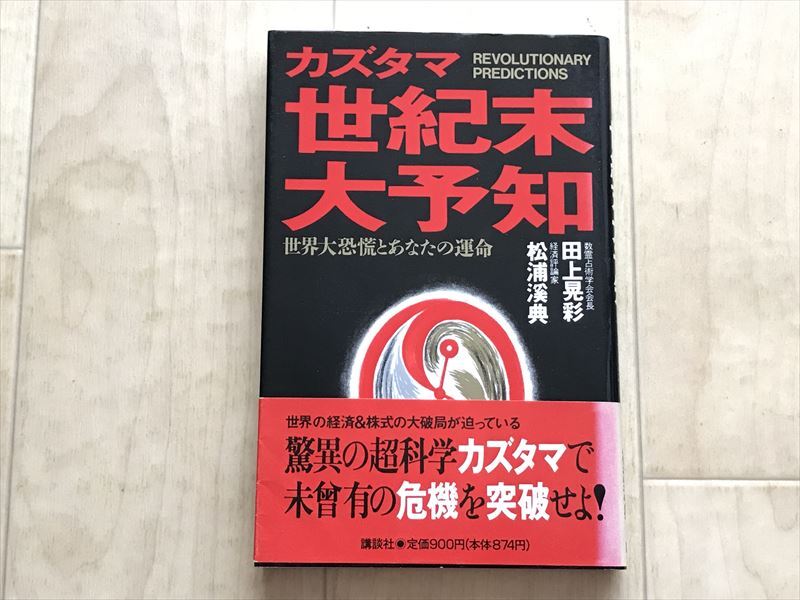 カズタマ
REVOLUTIONARY
PREDICTIONS
世紀末
大予知
世界大恐慌とあなたの運命
数霊占術学会会長
田上晃彩
経済評論家
松浦溪典
世界の経済&株式の大破局が迫っている
驚異の超科学カズタマで
未曾有の危機を突破せよ!
講談社●定価900円(本体874円)